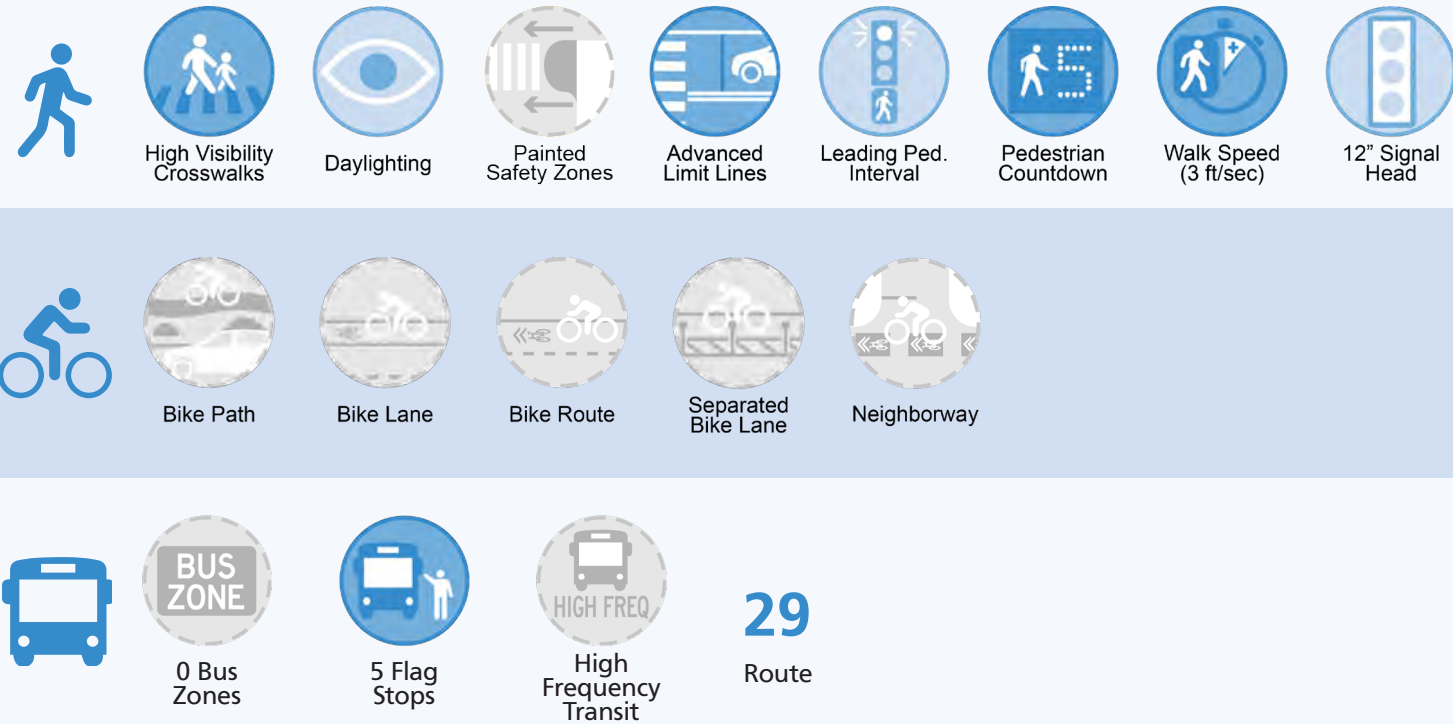 5
High Visibility
Crosswalks
Daylighting
Painted
Safety Zones
Advanced
Limit Lines
Leading Ped.
Interval
Pedestrian
Countdown
Walk Speed
(3 ft/sec)
12” Signal
Head
Bike Path
Bike Lane
Bike Route
Separated
Bike Lane
Neighborway
BUS
ZONE
0 Bus
Zones
5 Flag
Stops
HIGH FREQ
High
Frequency
Transit
29
Route